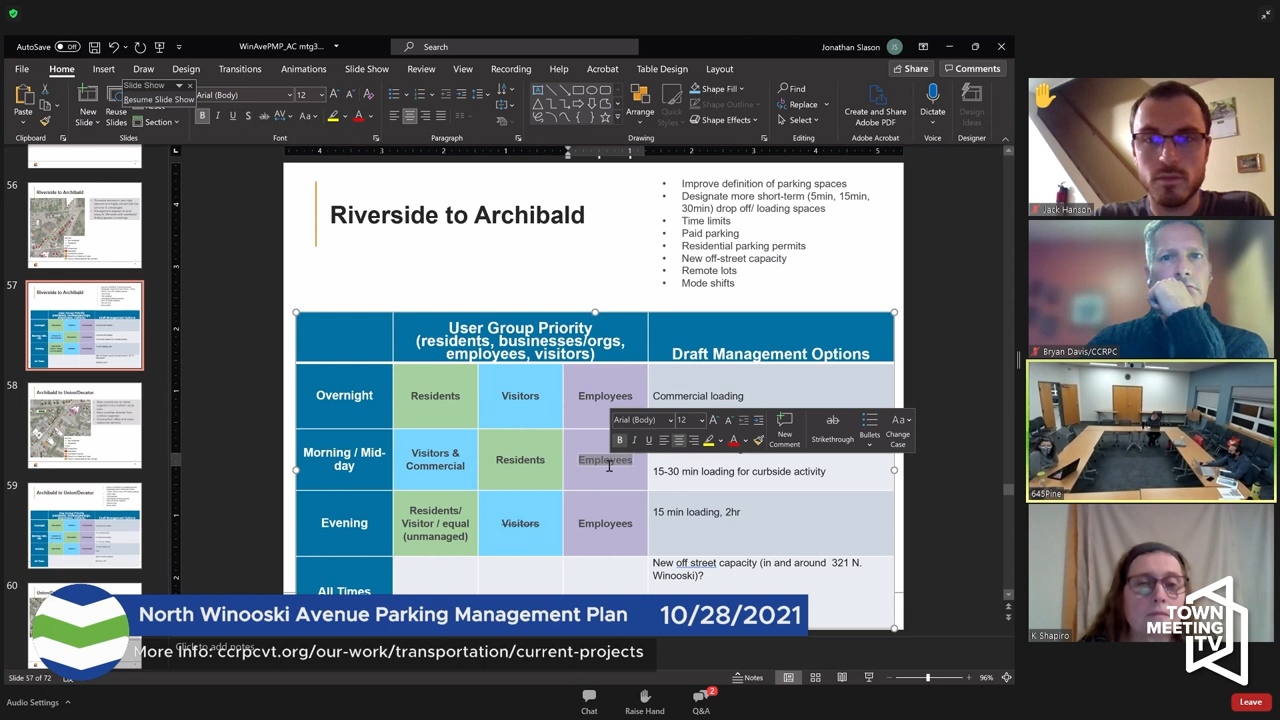 AutoSave
Off
WinAvePMP_AC mtg3...
Search
Jonathan Slason
JS
File
Home
Insert
Draw
Design
Transitions
Animations
Slide Show
Review
View
Recording
Help
Acrobat
Table Design
Layout
Share
Comments
Slide Show
Resume Slide Show
Paste
New
Slide
Reuse
Slides
Section
Arial (Body)
12
Arrange
Quick
Styles
Shape Fill
Shape Outline
Shape Effects
Find
Replace
Select
Create and Share
Adobe PDF
Dictate
Design
Ideas
Clipboard
Slides
Font
Paragraph
Drawing
Editing
Adobe Acrobat
Voice
Designer
56
57
58
59
60
Riverside to Archibald
Riverside to Archibald
Archibald to Union/Decatur
Archibald to Union/Decatur
Riverside to Archibald
• Improve definition of parking spaces
• Designate more short-term (5min, 15min,
30min) drop off/ loading spaces
• Time limits
• Paid parking
• Residential parking permits
• New off-street capacity
• Remote lots
• Mode shifts
User Group Priority
(residents, businesses/orgs,
employees, visitors)
Draft Management Options
Overnight
Residents
Visitors
Employees
Commercial loading
Arial (Body)
12
New
Comment
Strikethrough
Bullets
Change
Case
Morning / Mid-
day
Visitors &
Commercial
Residents
Employees
15-30 min loading for curbside activity
Evening
Residents/
Visitor / equal
(unmanaged)
Visitors
Employees
15 min loading, 2hr
All Times
New off street capacity (in and around 321 N.
Winooski)?
Jack Hanson
Bryan Davis/CCRPC
645Pine
K Shapiro
North Winooski Avenue Parking Management Plan 10/28/2021
More Info: ccrpcvt.org/our-work/transportation/current-projects
Click to add notes
TOWN
MEETING
TV
Slide 57 of 72
Notes
96%
Audio Settings
Chat
Raise Hand
Q&A
2
Leave